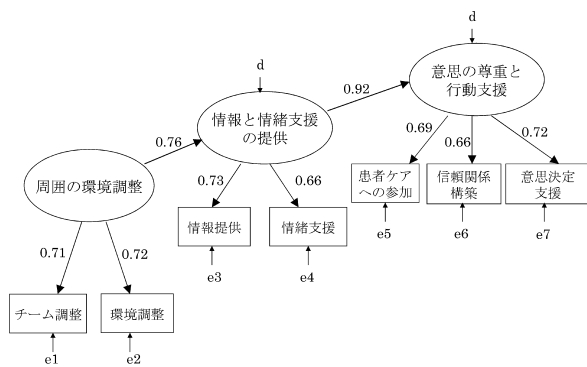 d
意思の尊重と
行動支援
0.92
d
情報と情緒支援
の提供
0.76
0.69
0.66
0.72
周囲の環境調整
0.73
0.66
患者ケア
への参加
信頼関係
構築
意思決定
支援
情報提供
情緒支援
e5
e6
e7
0.71
0.72
e3
e4
チーム調整
環境調整
e1
e2